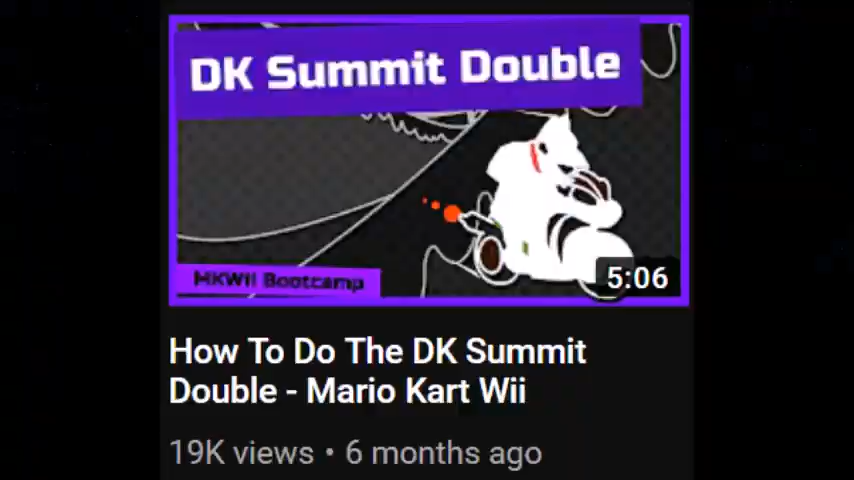 DK Summit Double
MKWii Bootcamp
5:06
How To Do The DK Summit
Double - Mario Kart Wii
19K views • 6 months ago